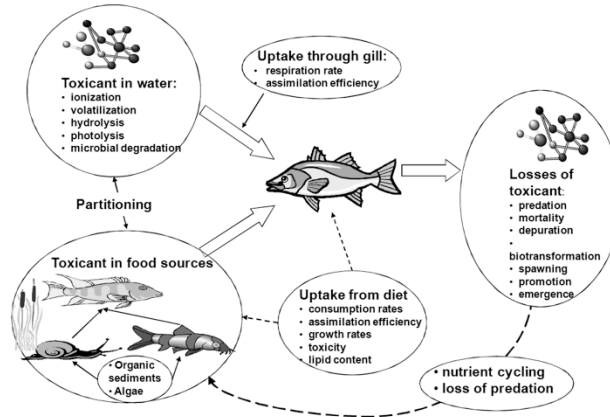 Toxicant in water:
• ionization
• volatilization
• hydrolysis
• photolysis
• microbial degradation
Uptake through gill:
• respiration rate
• assimilation efficiency
Losses of
toxicant:
• predation
• mortality
• depuration
•
biotransformation
• spawning
• promotion
• emergence
Partitioning
Toxicant in food sources
• Organic
sediments
• Algae
Uptake from diet
• consumption rates
• assimilation efficiency
• growth rates
• toxicity
• lipid content
• nutrient cycling
• loss of predation